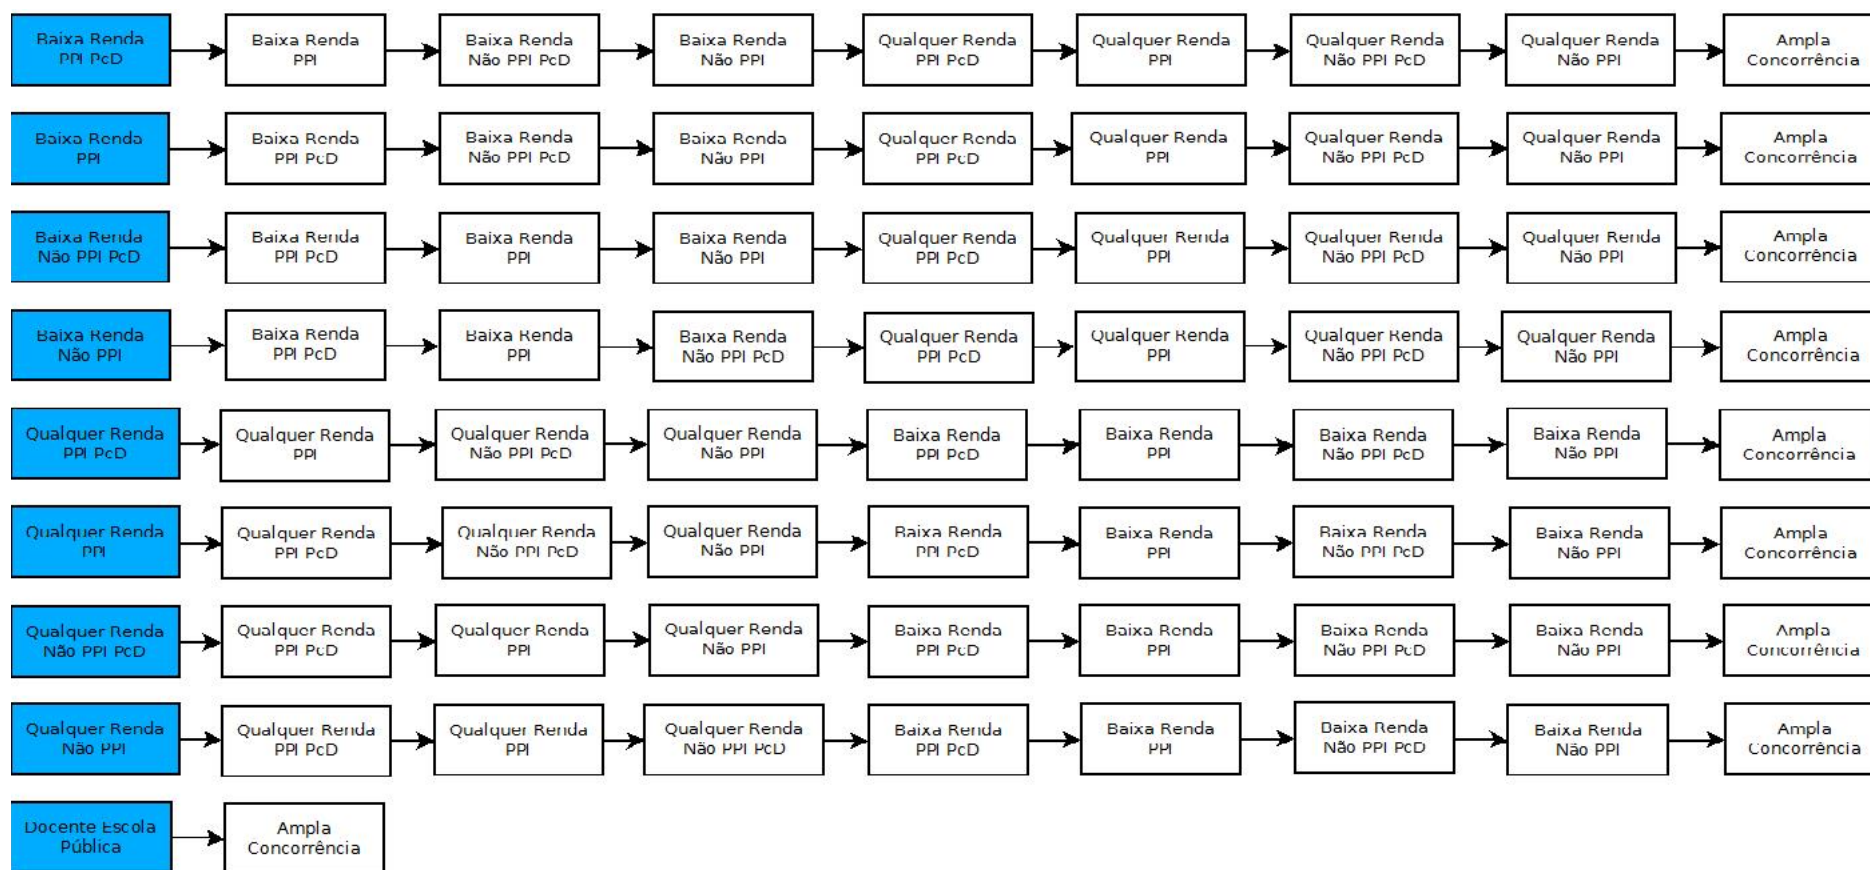 Baixa Renda
PPI PcD
Baixa Renda
PPI
Baixa Renda
Não PPI PcD
Baixa Renda
Não PPI
Qualquer Renda
PPI PcD
Qualquer Renda
PPI
Qualquer Renda
Não PPI PcD
Qualquer Renda
Não PPI
Ampla
Concorrência
Baixa Renda
PPI
Baixa Renda
PPI PcD
Baixa Renda
Não PPI PcD
Baixa Renda
Não PPI
Qualquer Renda
PPI PcD
Qualquer Renda
PPI
Qualquer Renda
Não PPI PcD
Qualquer Renda
Não PPI
Ampla
Concorrência
Baixa Renda
Não PPI PcD
Baixa Renda
PPI PcD
Baixa Renda
PPI
Baixa Renda
Não PPI
Qualquer Renda
PPI PcD
Qualquer Renda
PPI
Qualquer Renda
Não PPI PcD
Qualquer Renda
Não PPI
Ampla
Concorrência
Baixa Renda
Não PPI
Baixa Renda
PPI PcD
Baixa Renda
PPI
Baixa Renda
Não PPI PcD
Qualquer Renda
PPI PcD
Qualquer Renda
PPI
Qualquer Renda
Não PPI PcD
Qualquer Renda
Não PPI
Ampla
Concorrência
Qualquer Renda
PPI PcD
Qualquer Renda
PPI
Qualquer Renda
Não PPI PcD
Qualquer Renda
Não PPI
Baixa Renda
PPI PcD
Baixa Renda
PPI
Baixa Renda
Não PPI PcD
Baixa Renda
Não PPI
Ampla
Concorrência
Qualquer Renda
PPI
Qualquer Renda
PPI PcD
Qualquer Renda
Não PPI PcD
Qualquer Renda
Não PPI
Baixa Renda
PPI PcD
Baixa Renda
PPI
Baixa Renda
Não PPI PcD
Baixa Renda
Não PPI
Ampla
Concorrência
Qualquer Renda
Não PPI PcD
Qualquer Renda
PPI PcD
Qualquer Renda
PPI
Qualquer Renda
Não PPI
Baixa Renda
PPI PcD
Baixa Renda
PPI
Baixa Renda
Não PPI PcD
Baixa Renda
Não PPI
Ampla
Concorrência
Qualquer Renda
Não PPI
Qualquer Renda
PPI PcD
Qualquer Renda
PPI
Qualquer Renda
Não PPI PcD
Baixa Renda
PPI PcD
Baixa Renda
PPI
Baixa Renda
Não PPI PcD
Baixa Renda
Não PPI
Ampla
Concorrência
Docente Escola
Pública
Ampla
Concorrência